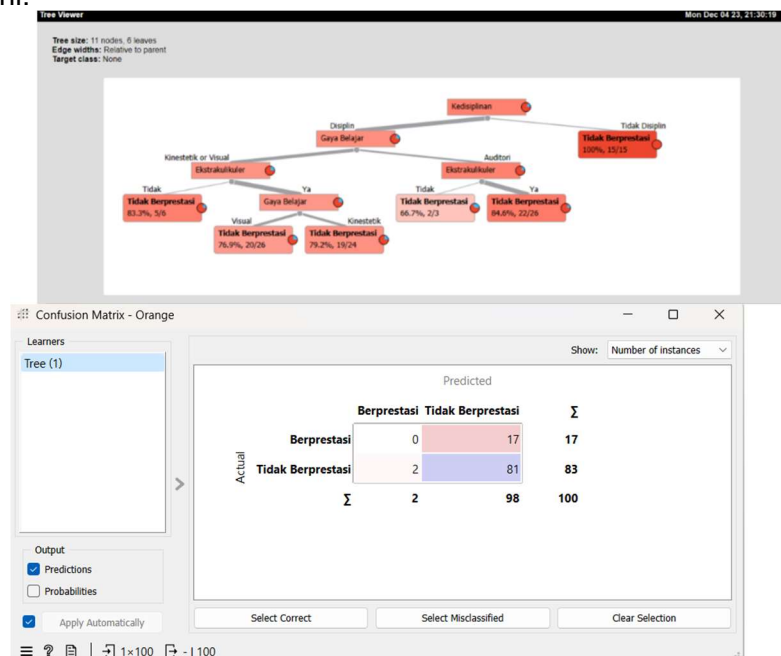 Tree Viewer Mon Dec 04 23, 21:30:19
Tree size: 11 nodes, 6 leaves
Edge widths: Relative to parent
Target class: None
Kedisiplinan
Disiplin Tidak Disiplin
Gaya Belajar Tidak Berprestasi
100%, 15/15
Kinestetik or Visual Auditori
Ekstrakulikuler Ekstrakulikuler
Tidak Ya Tidak Ya
Tidak Berprestasi Gaya Belajar Tidak Berprestasi Tidak Berprestasi
83.3%, 5/6 66.7%, 2/3 84.6%, 22/26
Visual Kinestetik
Tidak Berprestasi Tidak Berprestasi
76.9%, 20/26 79.2%, 19/24
Confusion Matrix - Orange
Learners
Tree (1)
Show: Number of instances
Predicted
Berprestasi Tidak Berprestasi Σ
Actual
Berprestasi 0 17 17
Tidak Berprestasi 2 81 83
Σ 2 98 100
Output
Predictions
Probabilities
Apply Automatically
Select Correct Select Misclassified Clear Selection
1×100 - | 100